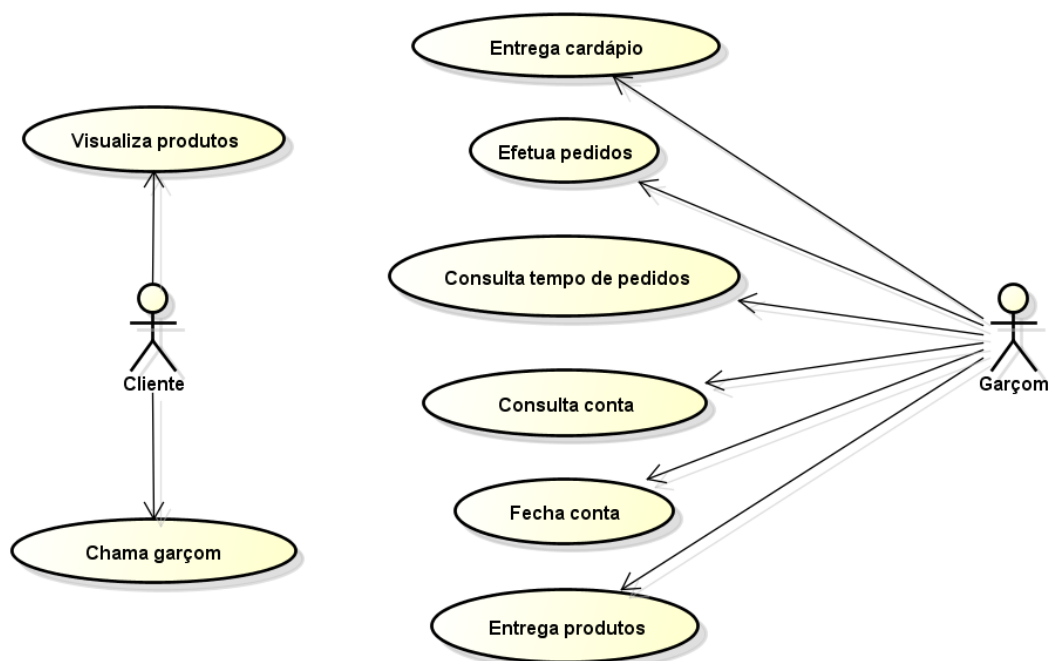 Entrega cardápio
Visualiza produtos
Efetua pedidos
Consulta tempo de pedidos
Cliente
Garçom
Consulta conta
Fecha conta
Chama garçom
Entrega produtos